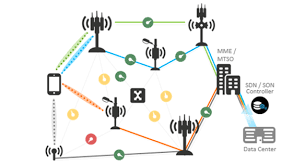 MME /
MTSO
SDN / SON
Controller
Data Center